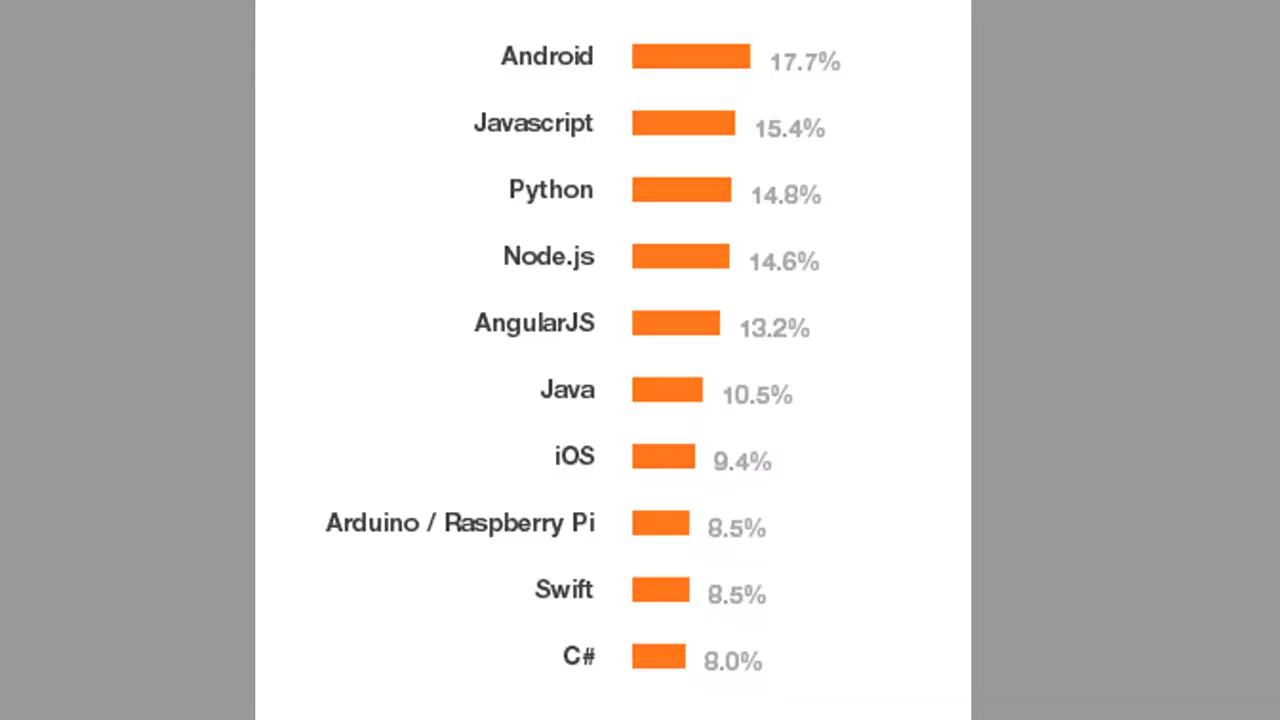 Android 17.7%
Javascript 15.4%
Python 14.8%
Node.js 14.6%
AngularJS 13.2%
Java 10.5%
iOS 9.4%
Arduino / Raspberry Pi 8.5%
Swift 8.5%
C# 8.0%